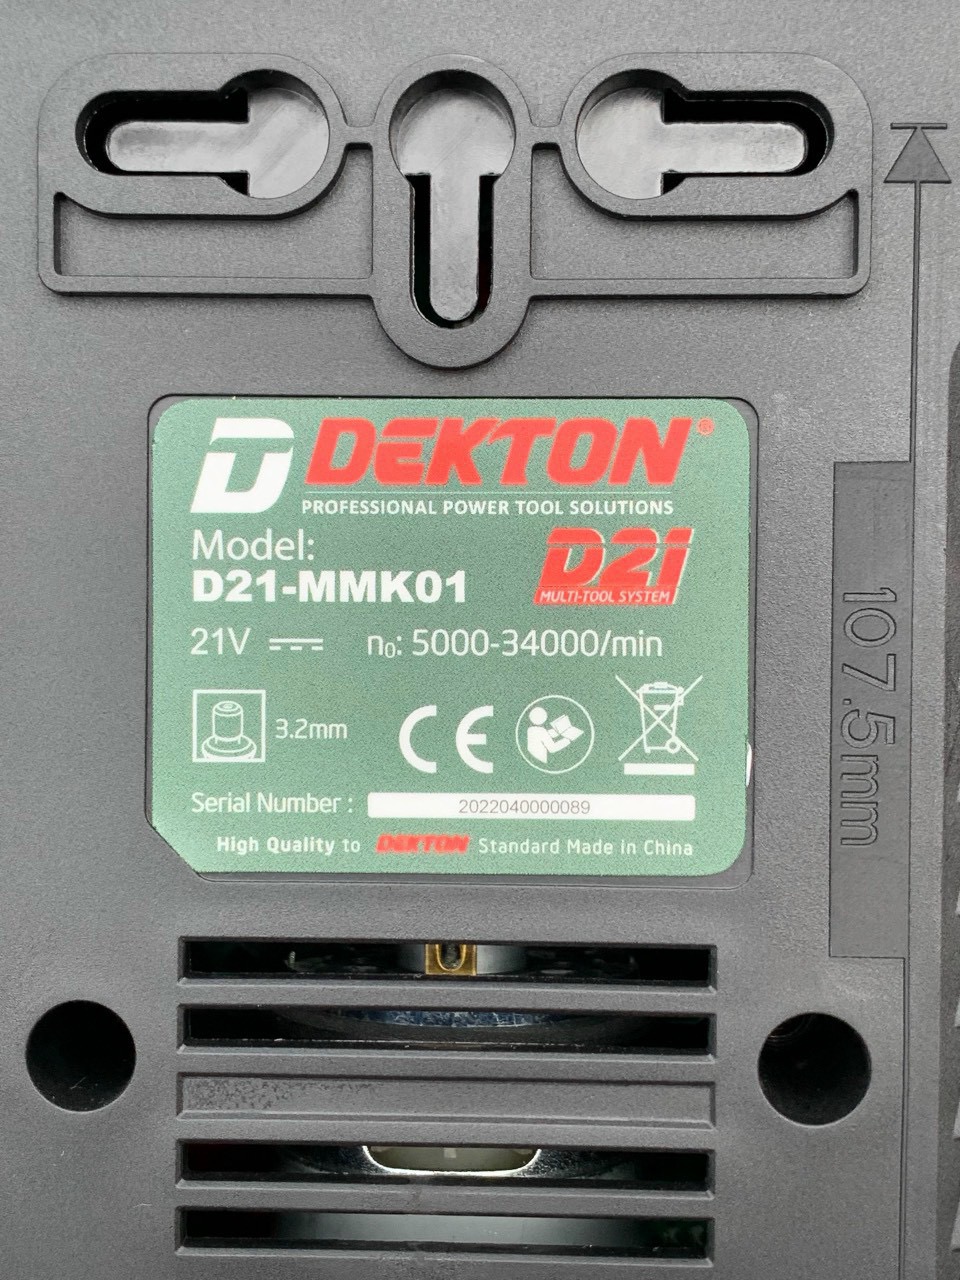 DEKTON®
PROFESSIONAL POWER TOOL SOLUTIONS
Model:
D21-MMK01
D21
MULTI-TOOL SYSTEM
21V n₀: 5000-34000/min
3.2mm
CE
Serial Number : 2022040000089
High Quality to DEKTON Standard Made in China
107.5mm